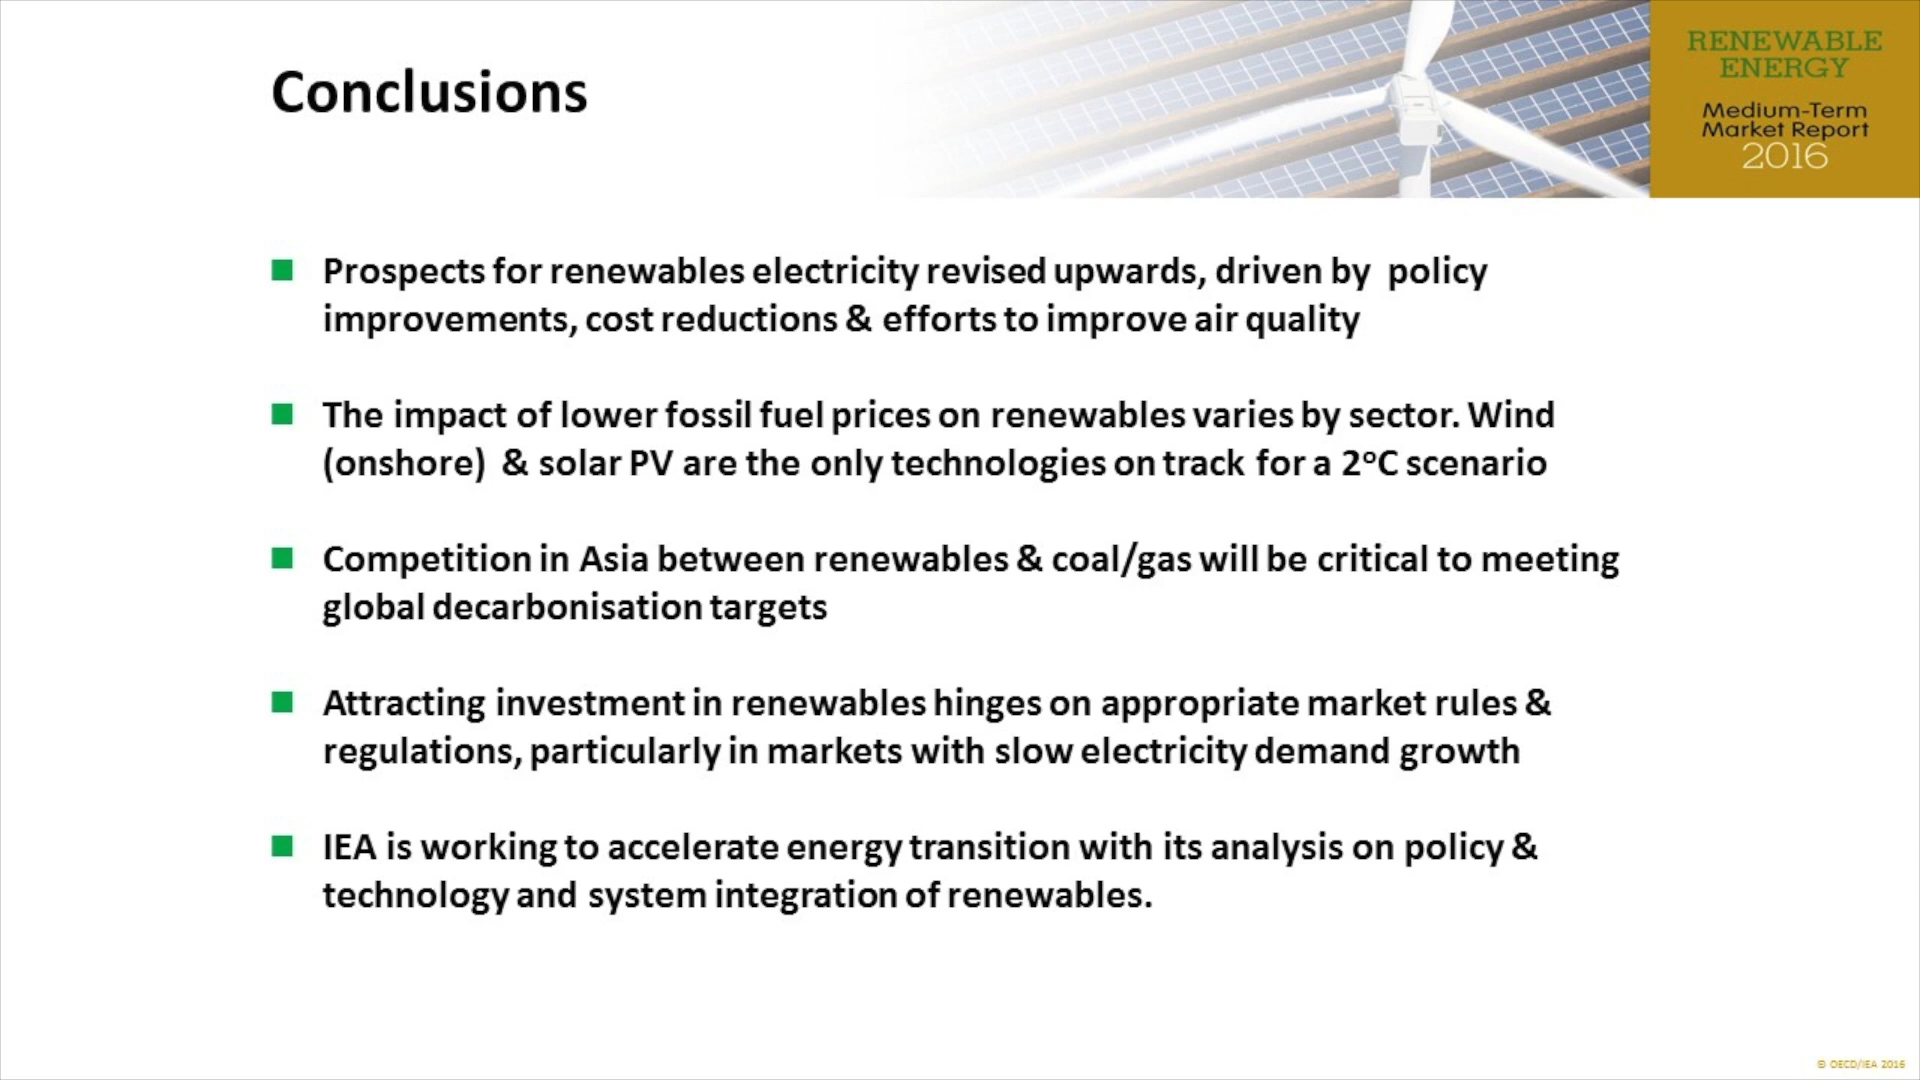 Conclusions
RENEWABLE
ENERGY
Medium-Term
Market Report
2016
Prospects for renewables electricity revised upwards, driven by policy
improvements, cost reductions & efforts to improve air quality
The impact of lower fossil fuel prices on renewables varies by sector. Wind
(onshore) & solar PV are the only technologies on track for a 2°C scenario
Competition in Asia between renewables & coal/gas will be critical to meeting
global decarbonisation targets
Attracting investment in renewables hinges on appropriate market rules &
regulations, particularly in markets with slow electricity demand growth
IEA is working to accelerate energy transition with its analysis on policy &
technology and system integration of renewables.
© OECD/IEA 2016